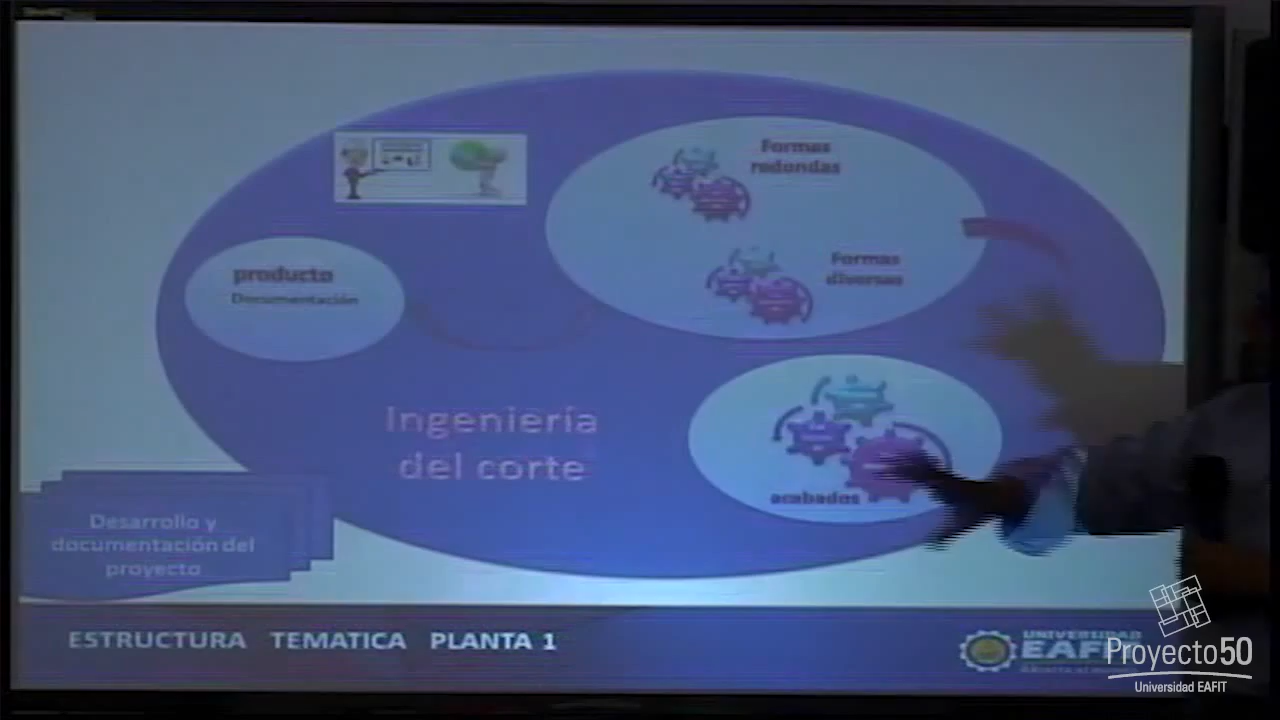 Formas
redondas
Formas
diversas
producto
Documentación
Ingeniería
del corte
acabados
Desarrollo y
documentación del
proyecto
ESTRUCTURA TEMATICA PLANTA 1
UNIVERSIDAD
EAFIT
Proyecto50
Universidad EAFIT